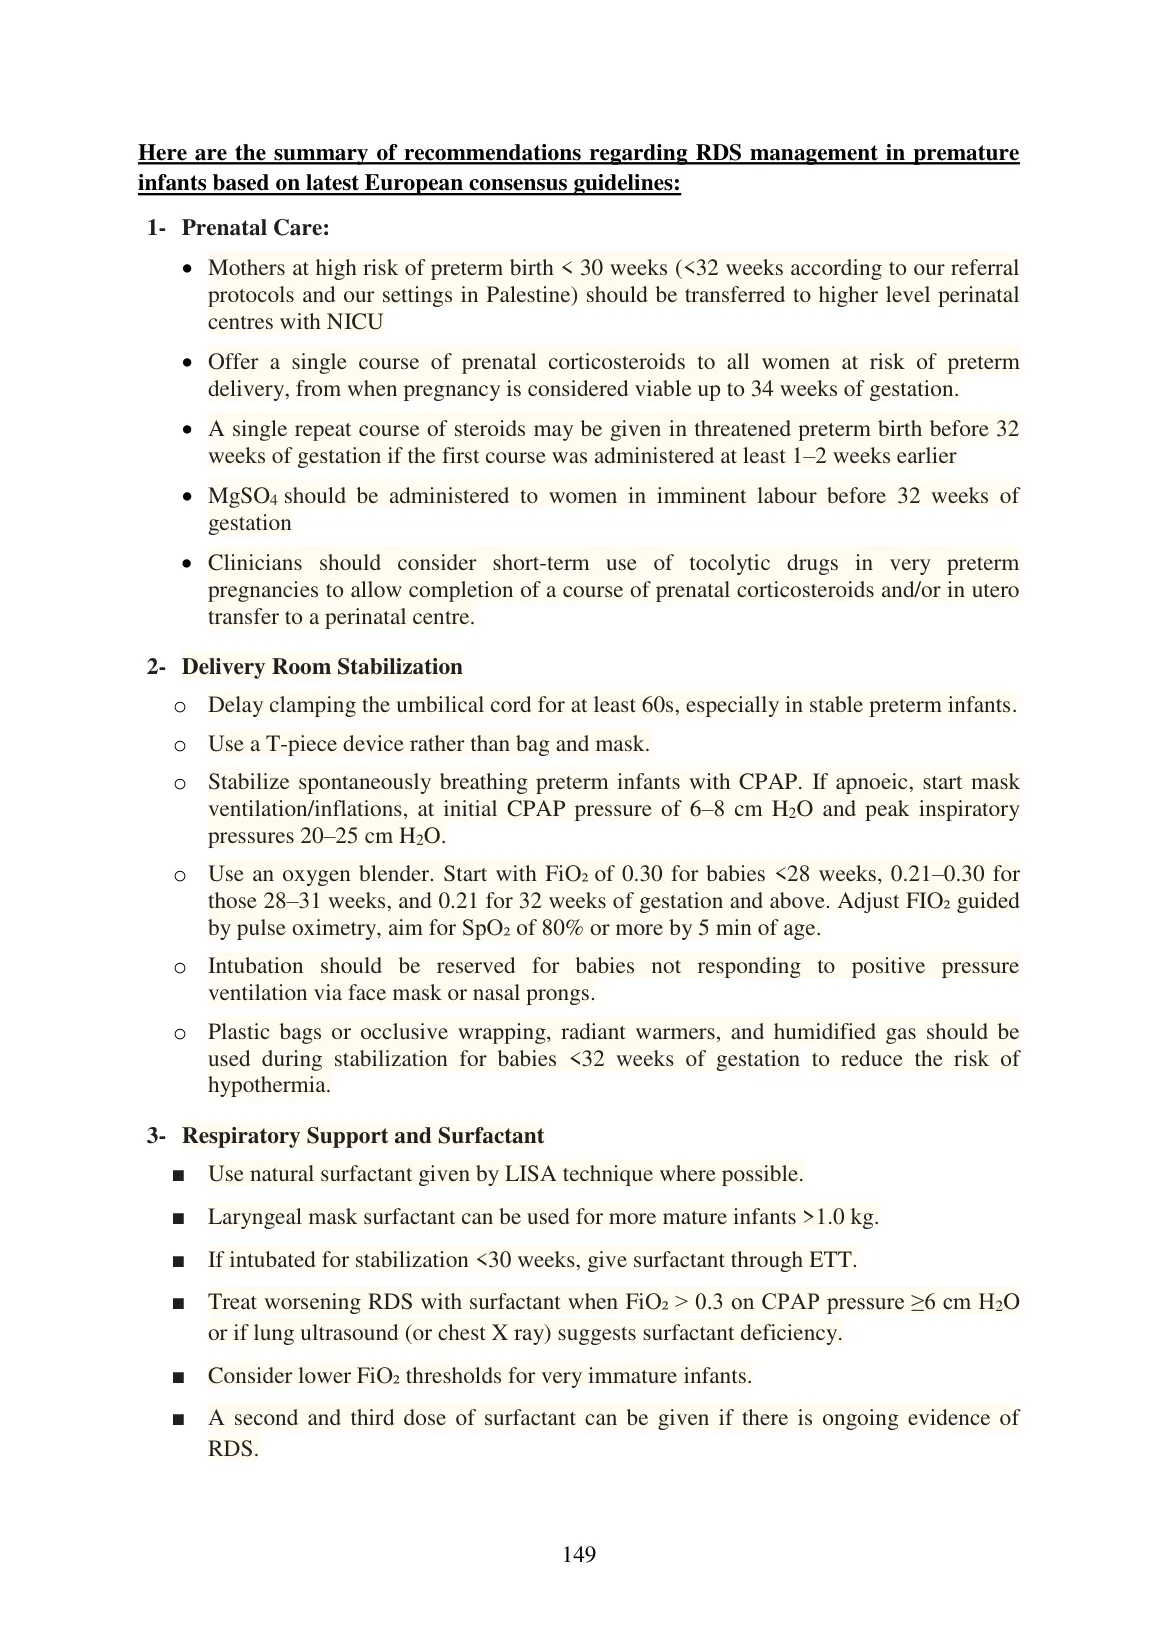 Here are the summary of recommendations regarding RDS management in premature
infants based on latest European consensus guidelines:
1- Prenatal Care:
• Mothers at high risk of preterm birth < 30 weeks (<32 weeks according to our referral
protocols and our settings in Palestine) should be transferred to higher level perinatal
centres with NICU
• Offer a single course of prenatal corticosteroids to all women at risk of preterm
delivery, from when pregnancy is considered viable up to 34 weeks of gestation.
• A single repeat course of steroids may be given in threatened preterm birth before 32
weeks of gestation if the first course was administered at least 1–2 weeks earlier
• MgSO₄ should be administered to women in imminent labour before 32 weeks of
gestation
• Clinicians should consider short-term use of tocolytic drugs in very preterm
pregnancies to allow completion of a course of prenatal corticosteroids and/or in utero
transfer to a perinatal centre.
2- Delivery Room Stabilization
o Delay clamping the umbilical cord for at least 60s, especially in stable preterm infants.
o Use a T-piece device rather than bag and mask.
o Stabilize spontaneously breathing preterm infants with CPAP. If apnoeic, start mask
ventilation/inflations, at initial CPAP pressure of 6–8 cm H₂O and peak inspiratory
pressures 20–25 cm H₂O.
o Use an oxygen blender. Start with FiO₂ of 0.30 for babies <28 weeks, 0.21–0.30 for
those 28–31 weeks, and 0.21 for 32 weeks of gestation and above. Adjust FIO₂ guided
by pulse oximetry, aim for SpO₂ of 80% or more by 5 min of age.
o Intubation should be reserved for babies not responding to positive pressure
ventilation via face mask or nasal prongs.
o Plastic bags or occlusive wrapping, radiant warmers, and humidified gas should be
used during stabilization for babies <32 weeks of gestation to reduce the risk of
hypothermia.
3- Respiratory Support and Surfactant
■ Use natural surfactant given by LISA technique where possible.
■ Laryngeal mask surfactant can be used for more mature infants >1.0 kg.
■ If intubated for stabilization <30 weeks, give surfactant through ETT.
■ Treat worsening RDS with surfactant when FiO₂ > 0.3 on CPAP pressure ≥6 cm H₂O
or if lung ultrasound (or chest X ray) suggests surfactant deficiency.
■ Consider lower FiO₂ thresholds for very immature infants.
■ A second and third dose of surfactant can be given if there is ongoing evidence of
RDS.
149